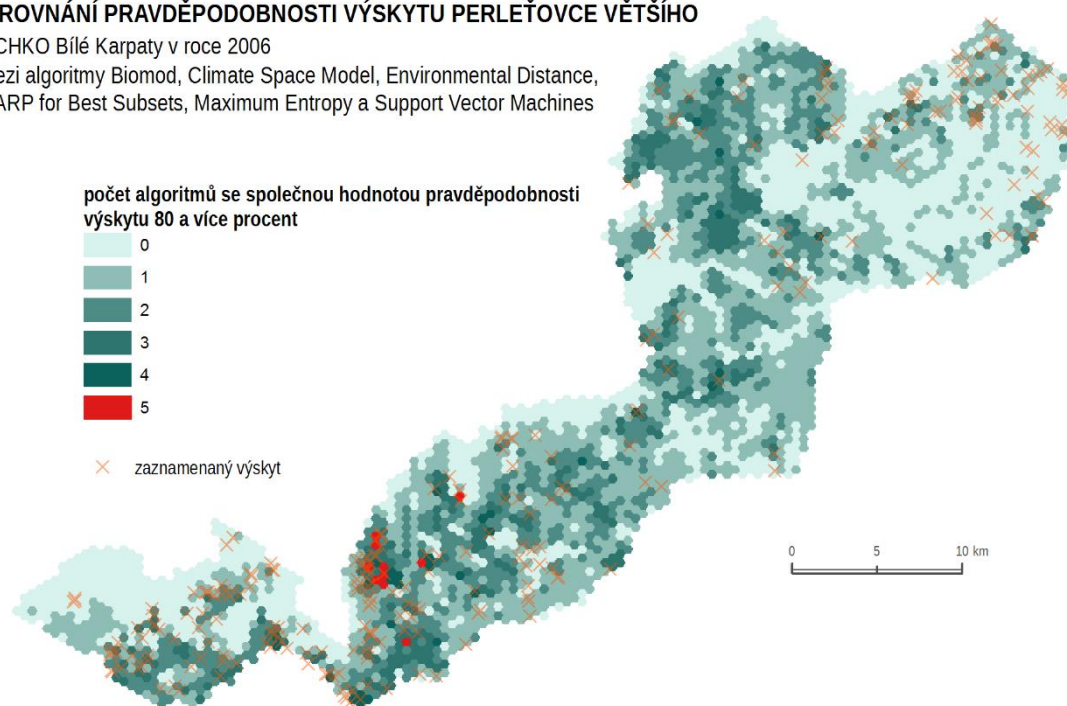 ROVNÁNÍ PRAVDĚPODOBNOSTI VÝSKYTU PERLEŤOVCE VĚTŠÍHO
CHKO Bílé Karpaty v roce 2006
ezi algoritmy Biomod, Climate Space Model, Environmental Distance,
ARP for Best Subsets, Maximum Entropy a Support Vector Machines
počet algoritmů se společnou hodnotou pravděpodobnosti
výskytu 80 a více procent
0
1
2
3
4
5
zaznamenaný výskyt
0 5 10 km